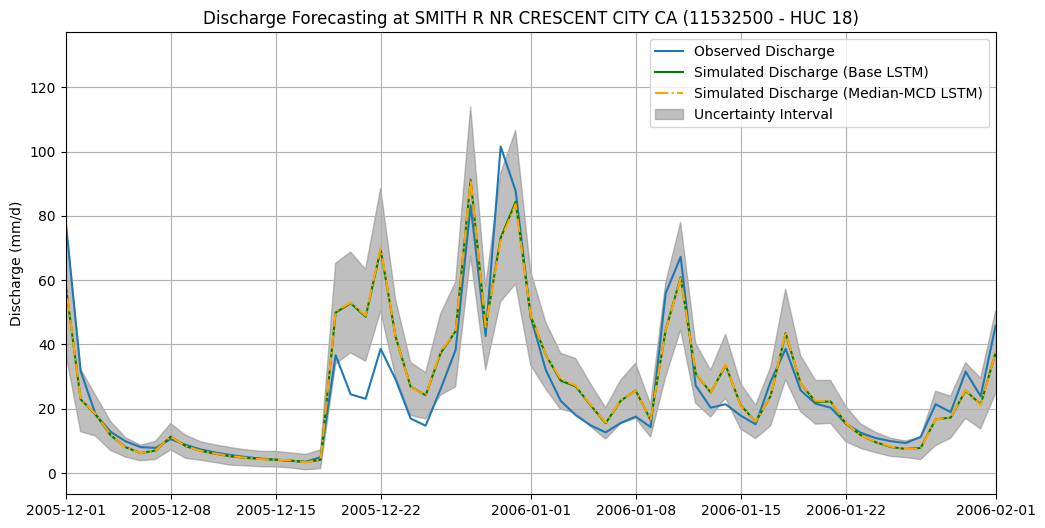 Discharge Forecasting at SMITH R NR CRESCENT CITY CA (11532500 - HUC 18)
Observed Discharge
Simulated Discharge (Base LSTM)
Simulated Discharge (Median-MCD LSTM)
Uncertainty Interval
Discharge (mm/d)
120
100
80
60
40
20
0
2005-12-01
2005-12-08
2005-12-15
2005-12-22
2006-01-01
2006-01-08
2006-01-15
2006-01-22
2006-02-01